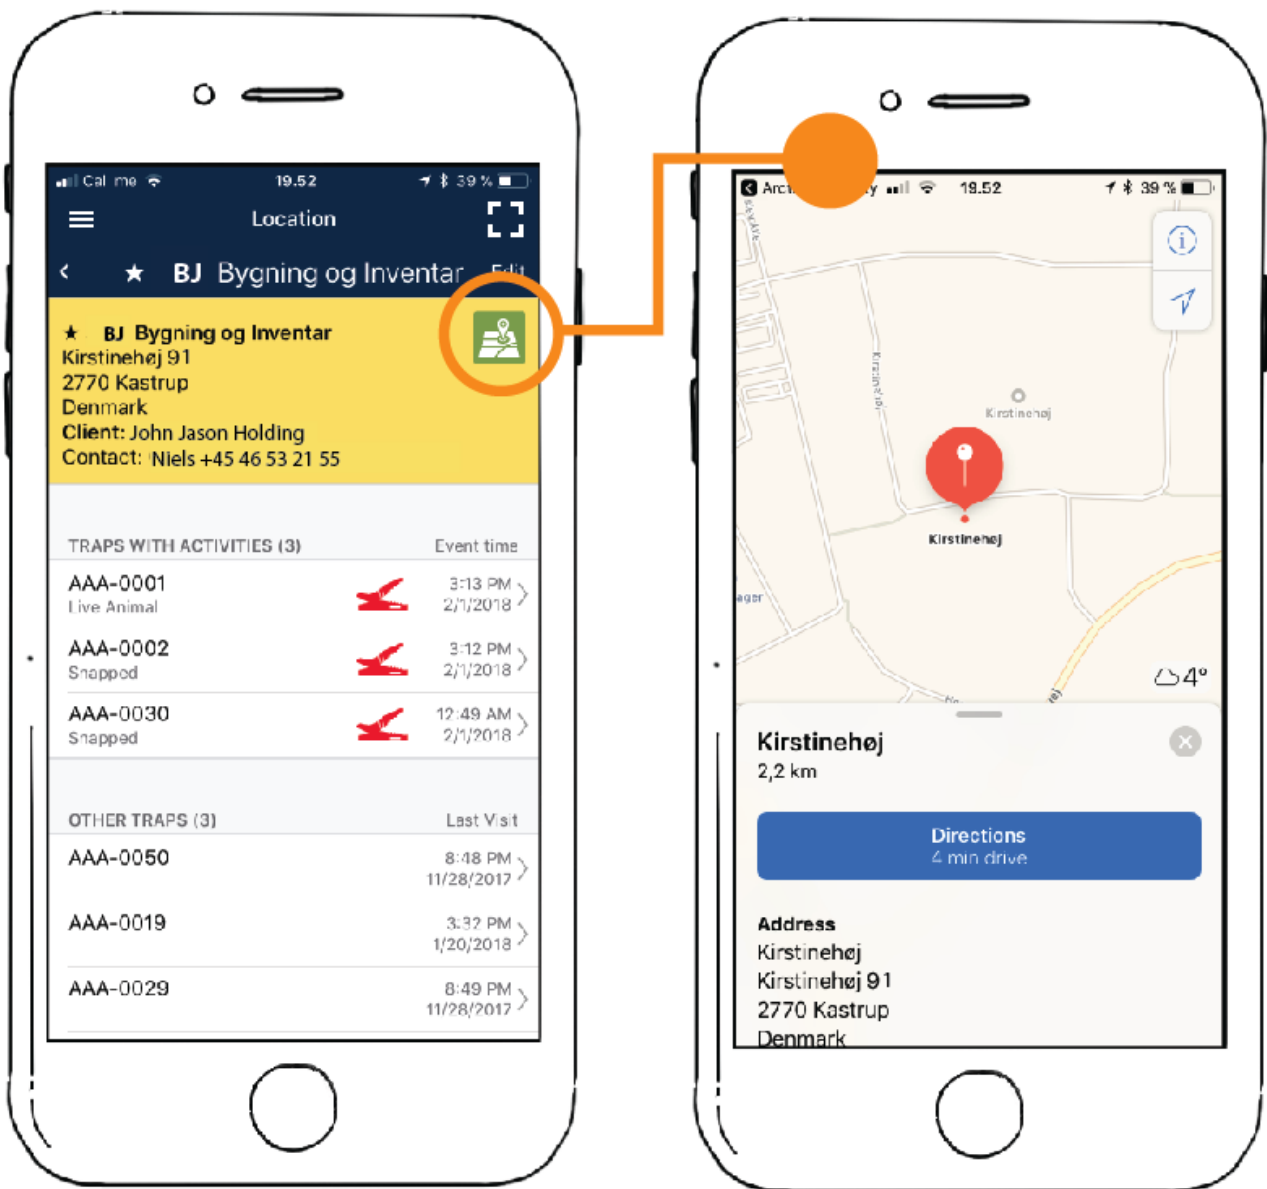 Cal me 19.52 39 %
Location
BJ Bygning og Inventar Edit
BJ Bygning og Inventar
Kirstinehøj 91
2770 Kastrup
Denmark
Client: John Jason Holding
Contact: Niels +45 46 53 21 55
TRAPS WITH ACTIVITIES (3) Event time
AAA-0001 3:13 PM
Live Animal 2/1/2018
AAA-0002 3:12 PM
Snapped 2/1/2018
AAA-0030 12:49 AM
Snapped 2/1/2018
OTHER TRAPS (3) Last Visit
AAA-0050 8:48 PM
11/28/2017
AAA-0019 3:32 PM
1/20/2018
AAA-0029 8:49 PM
11/28/2017
19.52 39 %
Kirstinehøj
Kirstinehøj
Kirstinehøj
4°
Kirstinehøj
2,2 km
Directions
4 min drive
Address
Kirstinehøj
Kirstinehøj 91
2770 Kastrup
Denmark